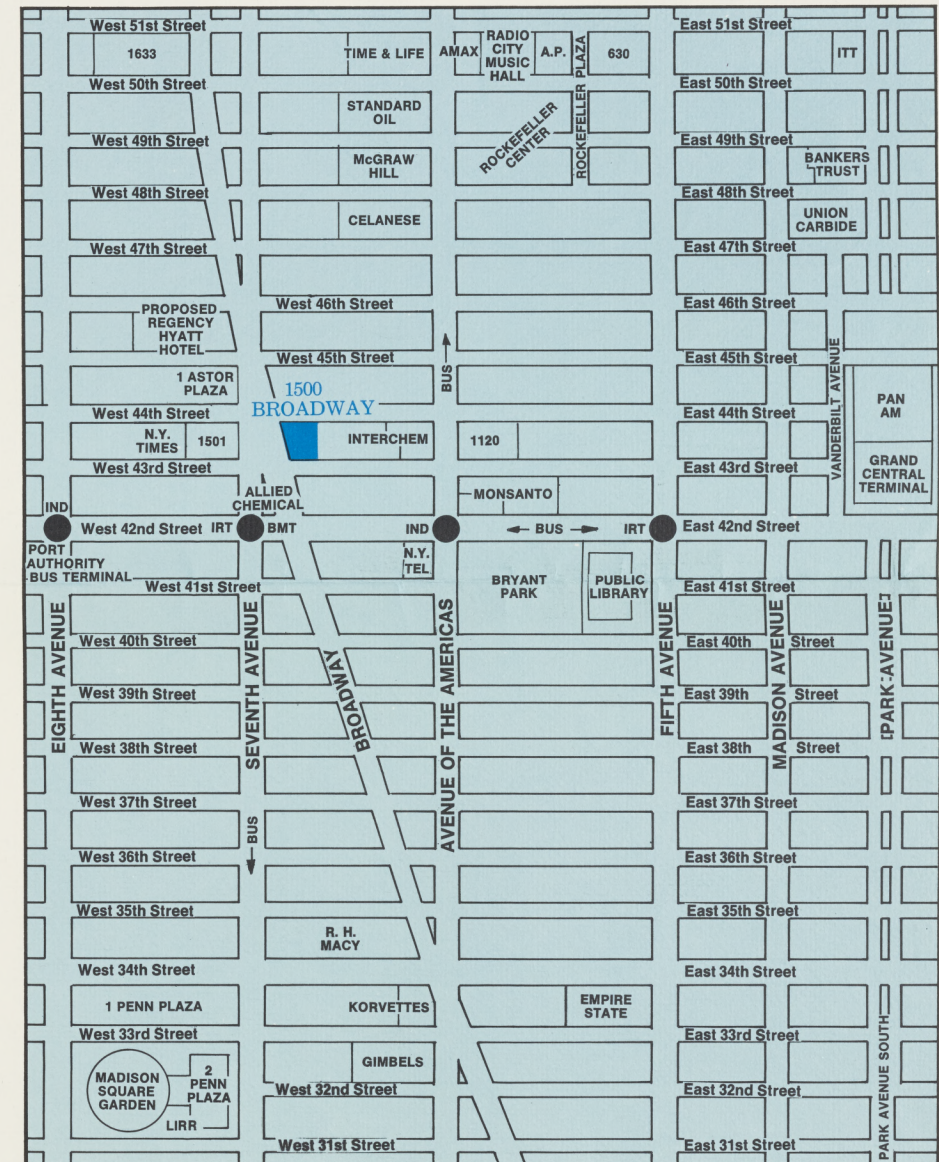 West 51st Street
East 51st Street
1633
TIME & LIFE
AMAX
RADIO
CITY
MUSIC
HALL
A.P.
ROCKEFELLER PLAZA
630
ITT
West 50th Street
East 50th Street
STANDARD
OIL
ROCKEFELLER
CENTER
West 49th Street
East 49th Street
McGRAW
HILL
BANKERS
TRUST
West 48th Street
East 48th Street
CELANESE
UNION
CARBIDE
West 47th Street
East 47th Street
West 46th Street
East 46th Street
PROPOSED
REGENCY
HYATT
HOTEL
West 45th Street
East 45th Street
BUS
VANDERBILT AVENUE
1 ASTOR
PLAZA
1500
BROADWAY
PAN
AM
West 44th Street
East 44th Street
N.Y.
TIMES
1501
INTERCHEM
1120
GRAND
CENTRAL
TERMINAL
West 43rd Street
East 43rd Street
ALLIED
CHEMICAL
MONSANTO
IND
West 42nd Street
IRT
BMT
IND
BUS
IRT
East 42nd Street
PORT
AUTHORITY
BUS TERMINAL
N.Y.
TEL
BRYANT
PARK
PUBLIC
LIBRARY
West 41st Street
East 41st Street
EIGHTH AVENUE
SEVENTH AVENUE
BROADWAY
AVENUE OF THE AMERICAS
FIFTH AVENUE
MADISON AVENUE
PARK AVENUE
West 40th Street
East 40th Street
West 39th Street
East 39th Street
West 38th Street
East 38th Street
West 37th Street
East 37th Street
BUS
West 36th Street
East 36th Street
West 35th Street
East 35th Street
R. H.
MACY
West 34th Street
East 34th Street
1 PENN PLAZA
KORVETTES
EMPIRE
STATE
West 33rd Street
East 33rd Street
PARK AVENUE SOUTH
MADISON
SQUARE
GARDEN
2
PENN
PLAZA
LIRR
GIMBELS
West 32nd Street
East 32nd Street
West 31st Street
East 31st Street